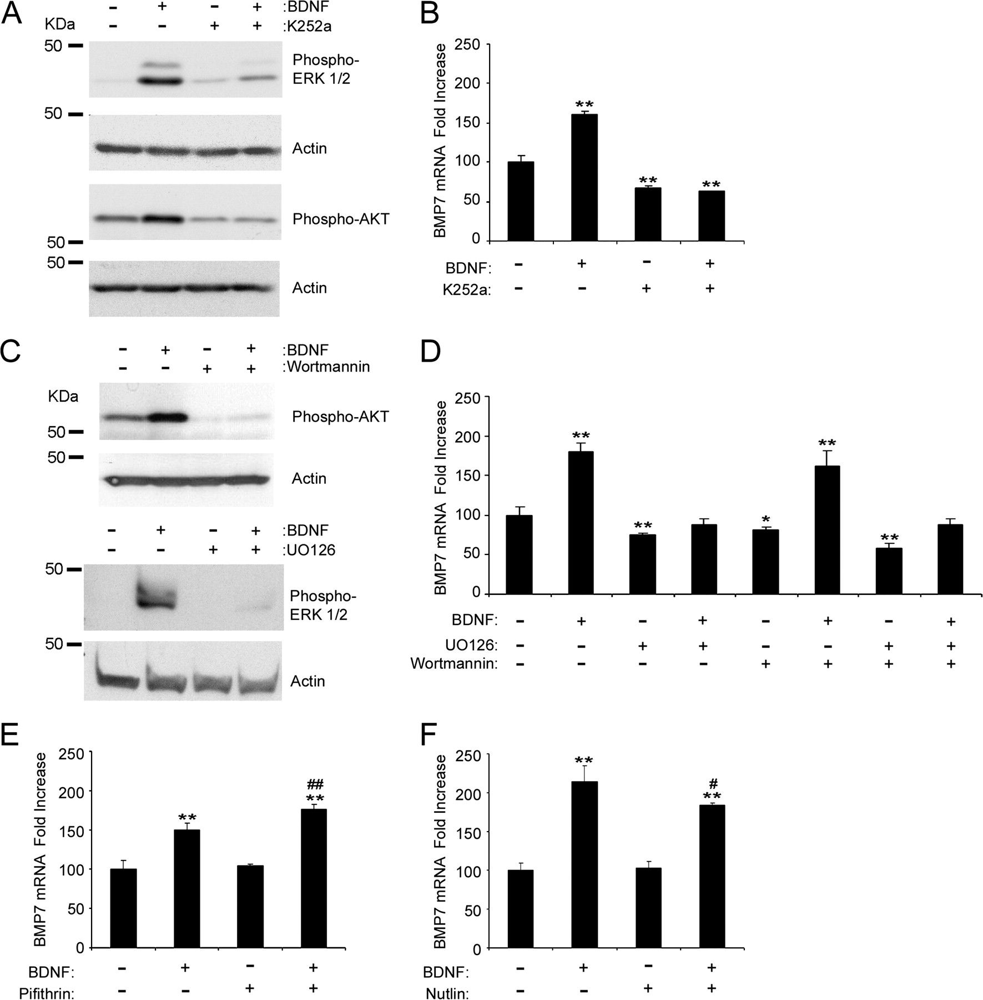 A
- + - + :BDNF
KDa - - + + :K252a
50
Phospho-
ERK 1/2
50
Actin
Phospho-AKT
50
50
Actin
B
BMP7 mRNA Fold Increase
250
200
150
100
50
0
**
**
**
BDNF: - + - +
K252a: - - + +
C
- + - + :BDNF
- - + + :Wortmannin
KDa
Phospho-AKT
50
50
Actin
- + - + :BDNF
- - + + :UO126
50
Phospho-
ERK 1/2
50
Actin
D
BMP7 mRNA Fold Increase
250
200
150
100
50
0
**
**
*
**
**
BDNF: - + - + - + - +
UO126: - - + + - - + +
Wortmannin: - - - - + + + +
E
BMP7 mRNA Fold Increase
250
200
150
100
50
0
**
##
**
BDNF: - + - +
Pifithrin: - - + +
F
BMP7 mRNA Fold Increase
250
200
150
100
50
0
**
#
**
BDNF: - + - +
Nutlin: - - + +